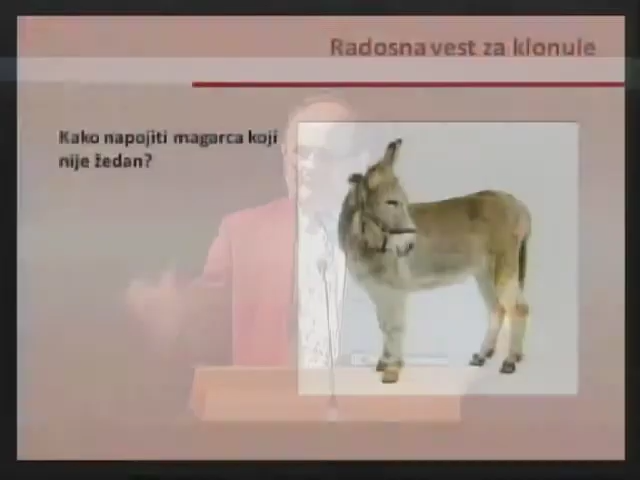 Radosna vest za klonule
Kako napojiti magarca koji
nije žedan?